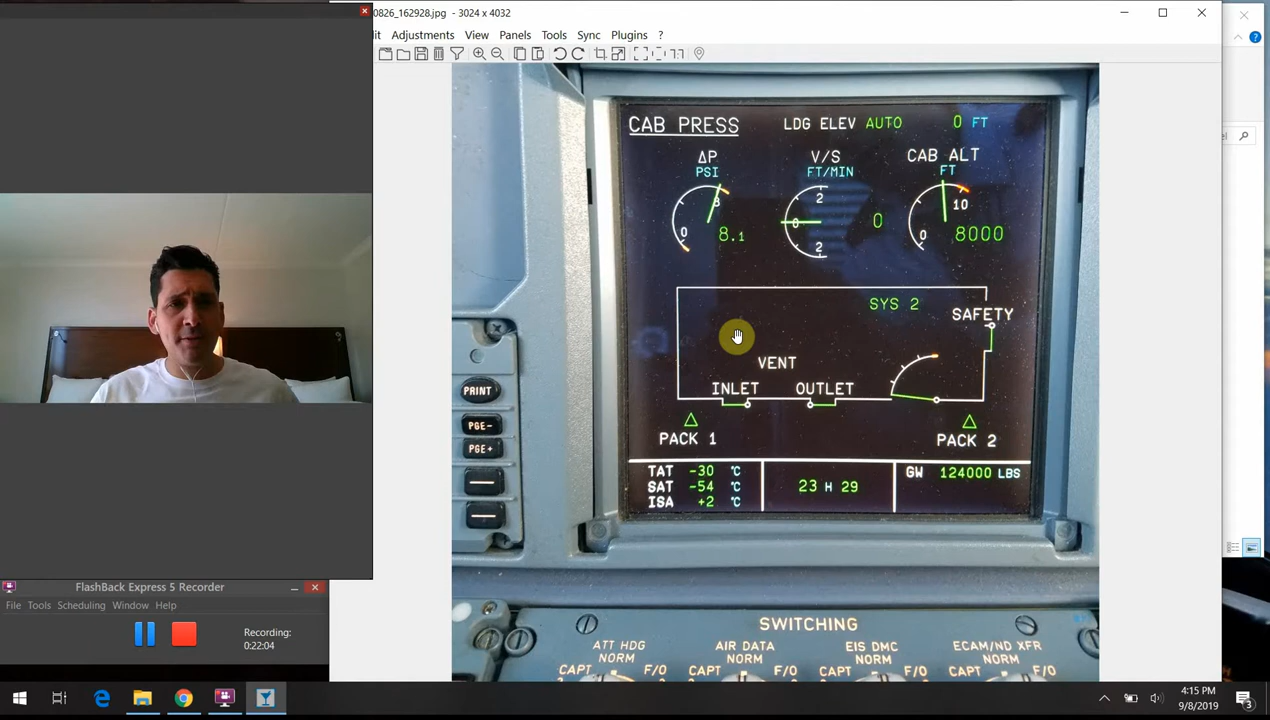 0826_162928.jpg - 3024 x 4032
it Adjustments View Panels Tools Sync Plugins ?
CAB PRESS LDG ELEV AUTO 0 FT
ΔP V/S CAB ALT
PSI FT/MIN FT
8 2 10
0 8.1 0 0 0 8000
2
SYS 2
SAFETY
VENT
INLET OUTLET
PACK 1 PACK 2
TAT -30 °C GW 124000 LBS
SAT -54 °C 23 H 29
ISA +2 °C
PRINT
PGE-
PGE+
SWITCHING
ATT HDG AIR DATA EIS DMC ECAM/ND XFR
NORM NORM NORM NORM
CAPT F/O CAPT F/O CAPT F/O CAPT F/O
FlashBack Express 5 Recorder
File Tools Scheduling Window Help
Recording:
0:22:04
4:15 PM
9/8/2019
3